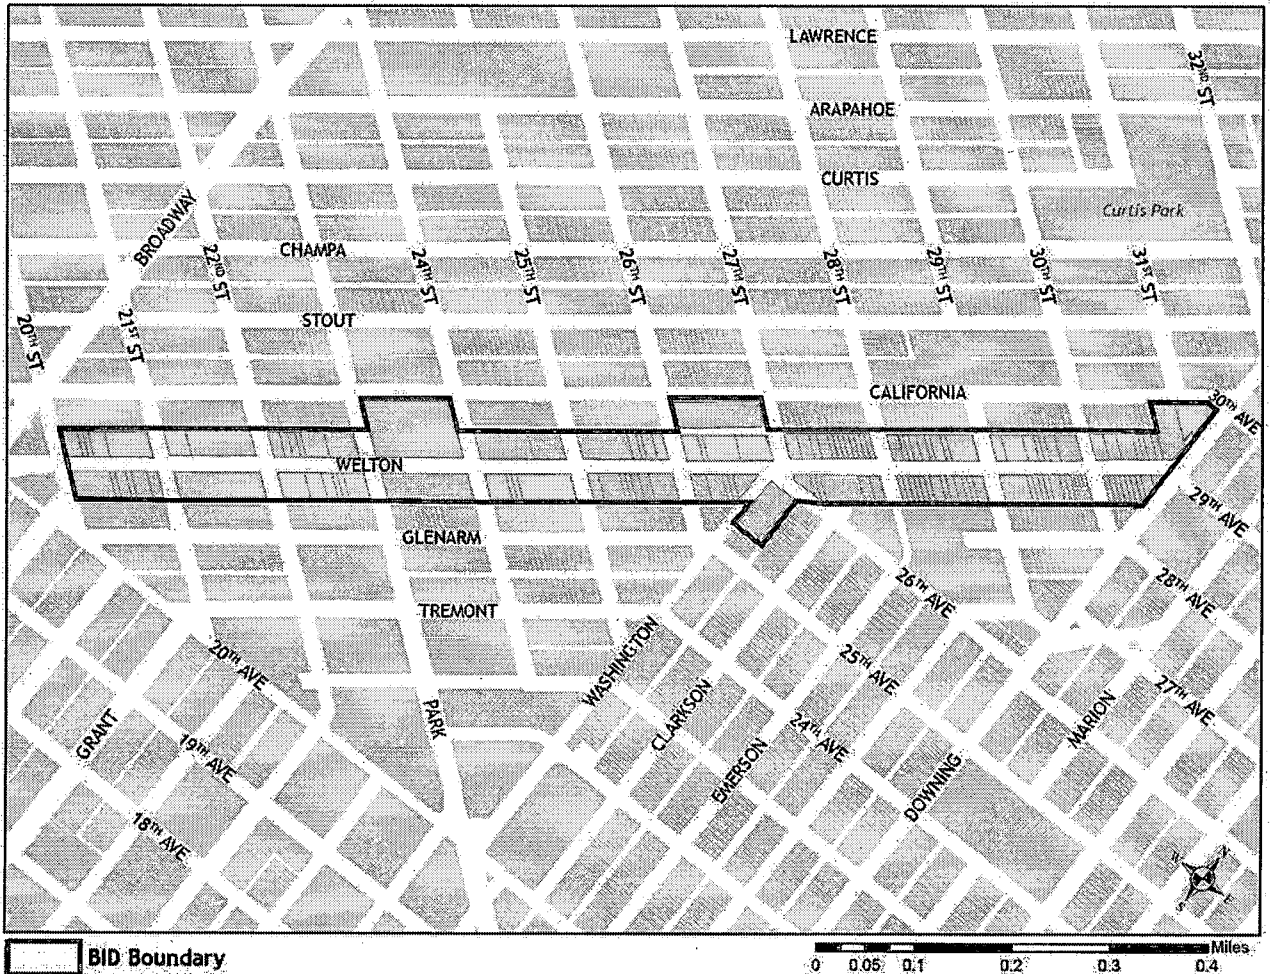 LAWRENCE
32ND ST
ARAPAHOE
CURTIS
Curtis Park
BROADWAY
CHAMPA
22ND ST
24TH ST
25TH ST
26TH ST
27TH ST
28TH ST
29TH ST
30TH ST
31ST ST
20TH ST
21ST ST
STOUT
CALIFORNIA
30TH AVE
WELTON
29TH AVE
GLENARM
26TH AVE
28TH AVE
TREMONT
20TH AVE
WASHINGTON
25TH AVE
27TH AVE
GRANT
19TH AVE
PARK
CLARKSON
24TH AVE
MARION
EMERSON
DOWNING
18TH AVE
W N
S E
BID Boundary
Miles
0 0.05 0.1 0.2 0.3 0.4